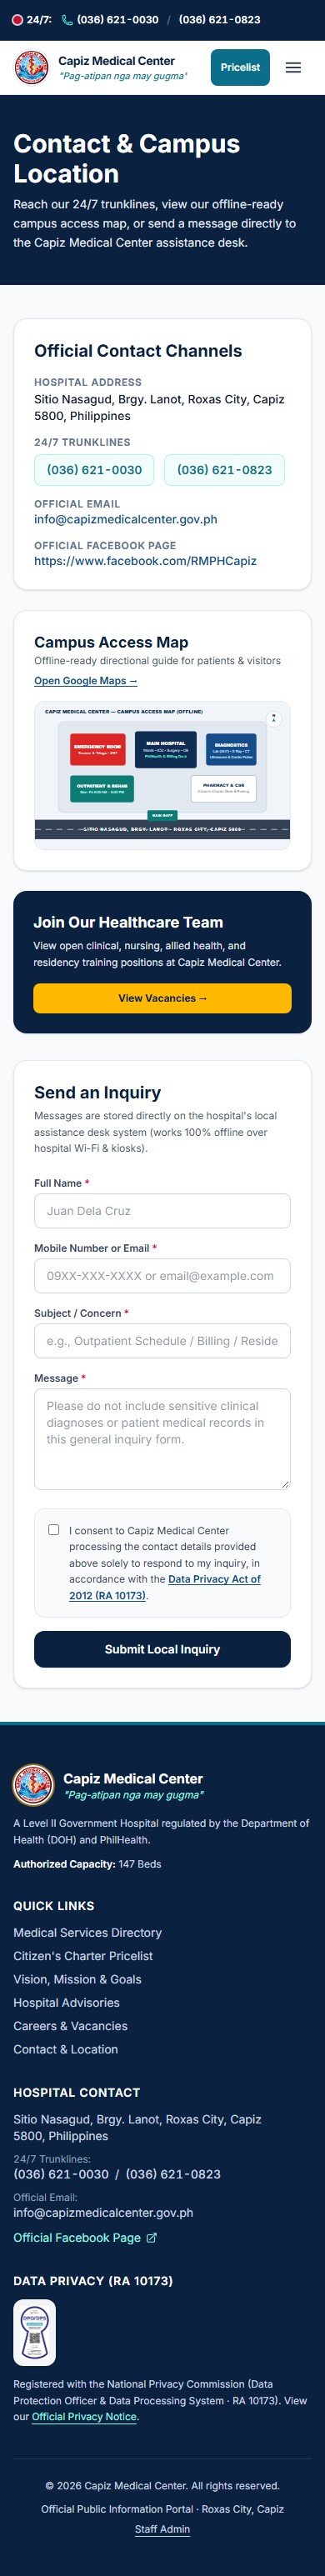 24/7: (036) 621-0030 / (036) 621-0823
Capiz Medical Center
"Pag-atipan nga may gugma"
Pricelist
Contact & Campus
Location
Reach our 24/7 trunklines, view our offline-ready
campus access map, or send a message directly to
the Capiz Medical Center assistance desk.
Official Contact Channels
HOSPITAL ADDRESS
Sitio Nasagud, Brgy. Lanot, Roxas City, Capiz
5800, Philippines
24/7 TRUNKLINES
(036) 621-0030 (036) 621-0823
OFFICIAL EMAIL
info@capizmedicalcenter.gov.ph
OFFICIAL FACEBOOK PAGE
https://www.facebook.com/RMPHCapiz
Campus Access Map
Offline-ready directional guide for patients & visitors
Open Google Maps →
CAPIZ MEDICAL CENTER — CAMPUS ACCESS MAP (OFFLINE)
EMERGENCY ROOM
MAIN HOSPITAL
DIAGNOSTICS
OUTPATIENT & REHAB
PHARMACY & CSR
SITIO NASAGUD, BRGY. LANOT - ROXAS CITY, CAPIZ 5800
Join Our Healthcare Team
View open clinical, nursing, allied health, and
residency training positions at Capiz Medical Center.
View Vacancies →
Send an Inquiry
Messages are stored directly on the hospital's local
assistance desk system (works 100% offline over
hospital Wi-Fi & kiosks).
Full Name *
Juan Dela Cruz
Mobile Number or Email *
09XX-XXX-XXXX or email@example.com
Subject / Concern *
e.g., Outpatient Schedule / Billing / Reside
Message *
Please do not include sensitive clinical
diagnoses or patient medical records in
this general inquiry form.
I consent to Capiz Medical Center
processing the contact details provided
above solely to respond to my inquiry, in
accordance with the Data Privacy Act of
2012 (RA 10173).
Submit Local Inquiry
Capiz Medical Center
"Pag-atipan nga may gugma"
A Level II Government Hospital regulated by the Department of
Health (DOH) and PhilHealth.
Authorized Capacity: 147 Beds
QUICK LINKS
Medical Services Directory
Citizen's Charter Pricelist
Vision, Mission & Goals
Hospital Advisories
Careers & Vacancies
Contact & Location
HOSPITAL CONTACT
Sitio Nasagud, Brgy. Lanot, Roxas City, Capiz
5800, Philippines
24/7 Trunklines:
(036) 621-0030 / (036) 621-0823
Official Email:
info@capizmedicalcenter.gov.ph
Official Facebook Page
DATA PRIVACY (RA 10173)
Registered with the National Privacy Commission (Data
Protection Officer & Data Processing System · RA 10173). View
our Official Privacy Notice.
© 2026 Capiz Medical Center. All rights reserved.
Official Public Information Portal · Roxas City, Capiz
Staff Admin